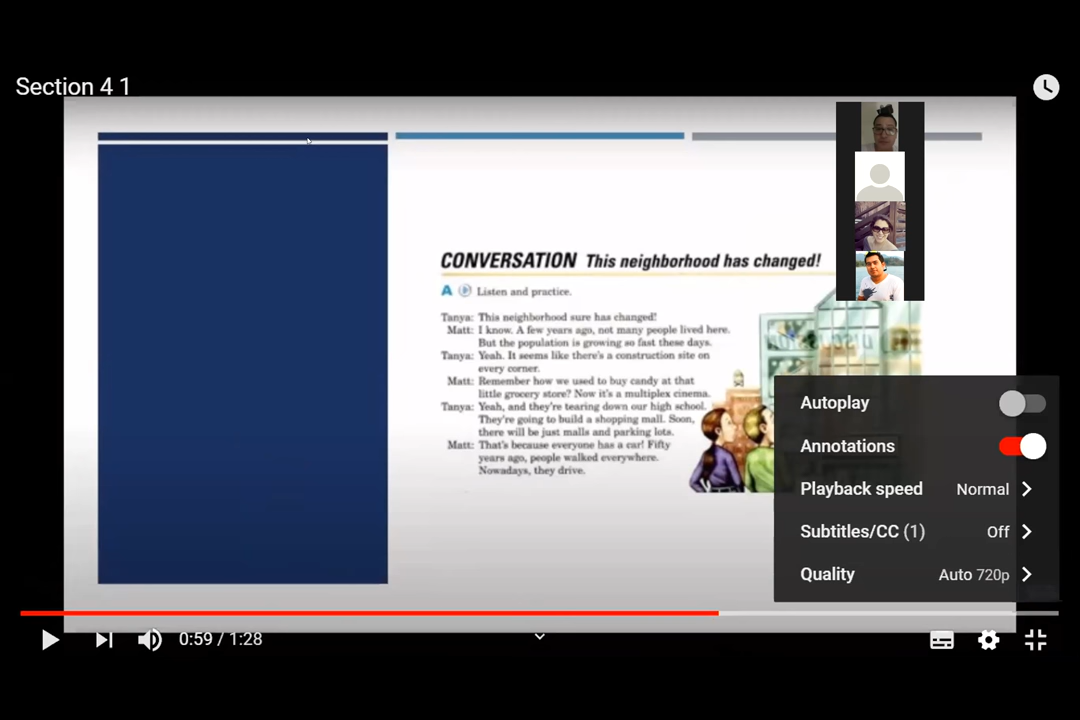 Section 4 1
CONVERSATION This neighborhood has changed!
A Listen and practice.
Tanya: This neighborhood sure has changed!
Matt: I know. A few years ago, not many people lived here.
But the population is growing so fast these days.
Tanya: Yeah. It seems like there's a construction site on
every corner.
Matt: Remember how we used to buy candy at that
little grocery store? Now it's a multiplex cinema.
Tanya: Yeah, and they're tearing down our high school.
They're going to build a shopping mall. Soon,
there will be just malls and parking lots.
Matt: That's because everyone has a car! Fifty
years ago, people walked everywhere.
Nowadays, they drive.
Autoplay
Annotations
Playback speed Normal
Subtitles/CC (1) Off
Quality Auto 720p
0:59 / 1:28